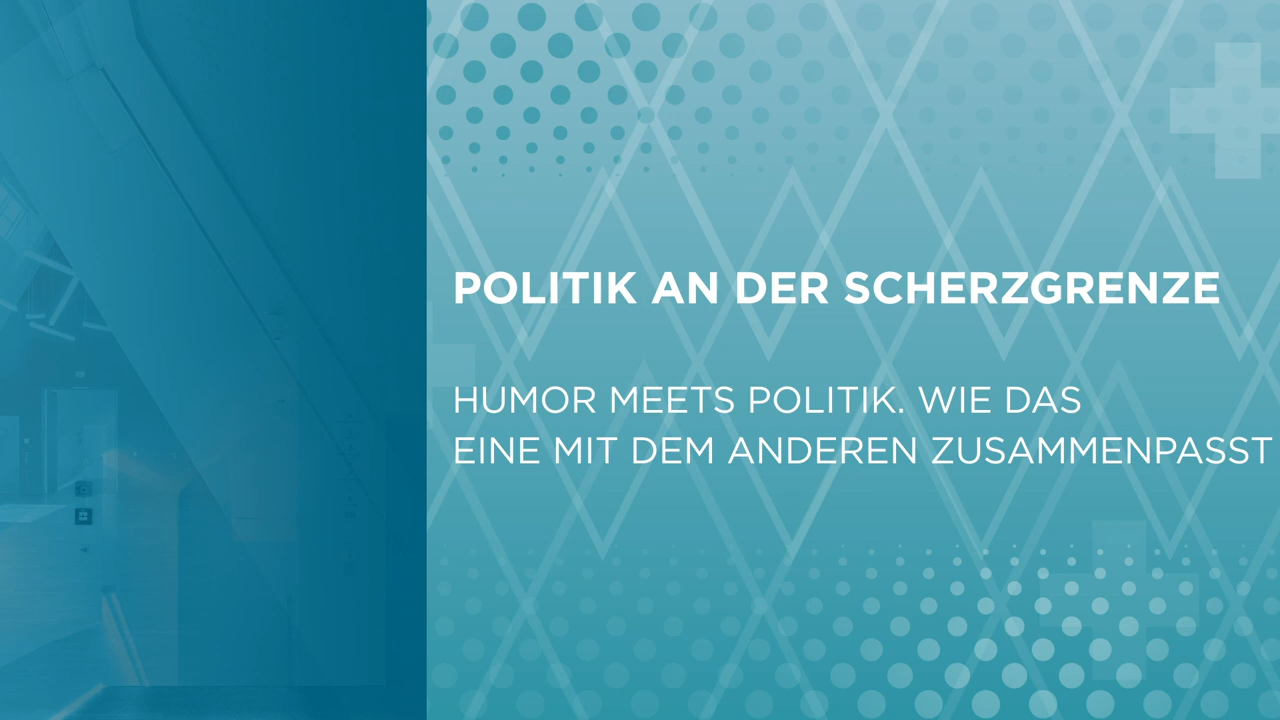 POLITIK AN DER SCHERZGRENZE
HUMOR MEETS POLITIK. WIE DAS
EINE MIT DEM ANDEREN ZUSAMMENPASST